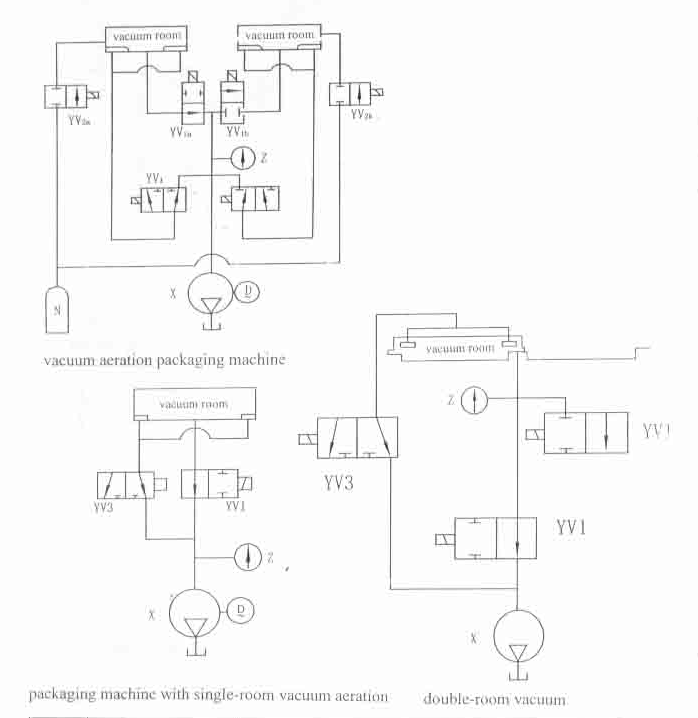 vacuum room
vacuum room
YV2a
YV1a
YV1b
YV2b
Z
YV3
X
D
N
vacuum aeration packaging machine
vacuum room
YV3
YV1
Z
X
D
packaging machine with single-room vacuum aeration
vacuum room
Z
YV3
YV1
X
double-room vacuum